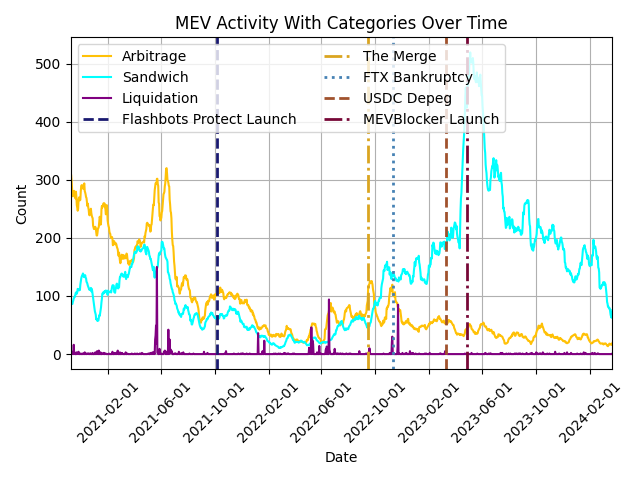 MEV Activity With Categories Over Time
Arbitrage
Sandwich
Liquidation
Flashbots Protect Launch
The Merge
FTX Bankruptcy
USDC Depeg
MEVBlocker Launch
Count
500
400
300
200
100
0
2021-02-01
2021-06-01
2021-10-01
2022-02-01
2022-06-01
2022-10-01
2023-02-01
2023-06-01
2023-10-01
2024-02-01
Date